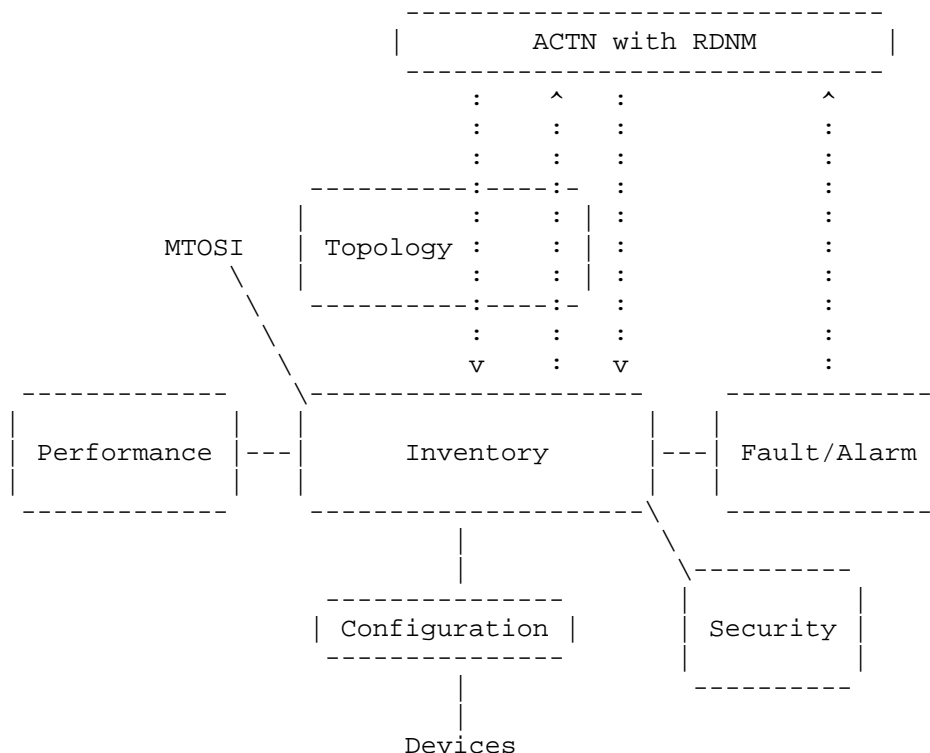 ACTN with RDNM
MTOSI
Topology
Performance
Inventory
Fault/Alarm
Configuration
Security
Devices